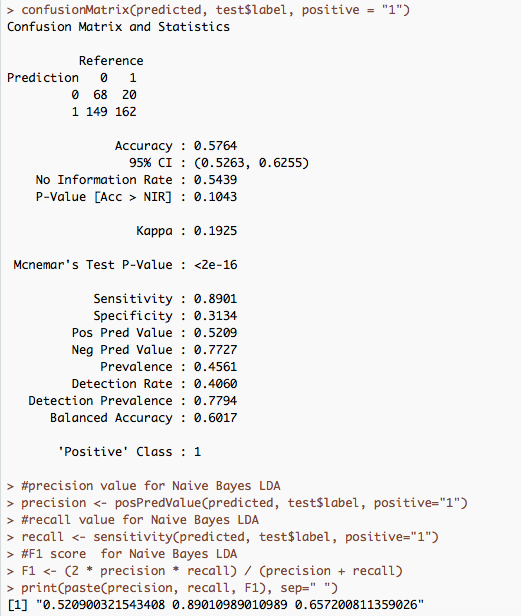 > confusionMatrix(predicted, test$label, positive = "1")
Confusion Matrix and Statistics
Reference
Prediction 0 1
0 68 20
1 149 162
Accuracy : 0.5764
95% CI : (0.5263, 0.6255)
No Information Rate : 0.5439
P-Value [Acc > NIR] : 0.1043
Kappa : 0.1925
Mcnemar's Test P-Value : <2e-16
Sensitivity : 0.8901
Specificity : 0.3134
Pos Pred Value : 0.5209
Neg Pred Value : 0.7727
Prevalence : 0.4561
Detection Rate : 0.4060
Detection Prevalence : 0.7794
Balanced Accuracy : 0.6017
'Positive' Class : 1
> #precision value for Naive Bayes LDA
> precision <- posPredValue(predicted, test$label, positive="1")
> #recall value for Naive Bayes LDA
> recall <- sensitivity(predicted, test$label, positive="1")
> #F1 score  for Naive Bayes LDA
> F1 <- (2 * precision * recall) / (precision + recall)
> print(paste(precision, recall, F1), sep=" ")
[1] "0.520900321543408 0.89010989010989 0.657200811359026"